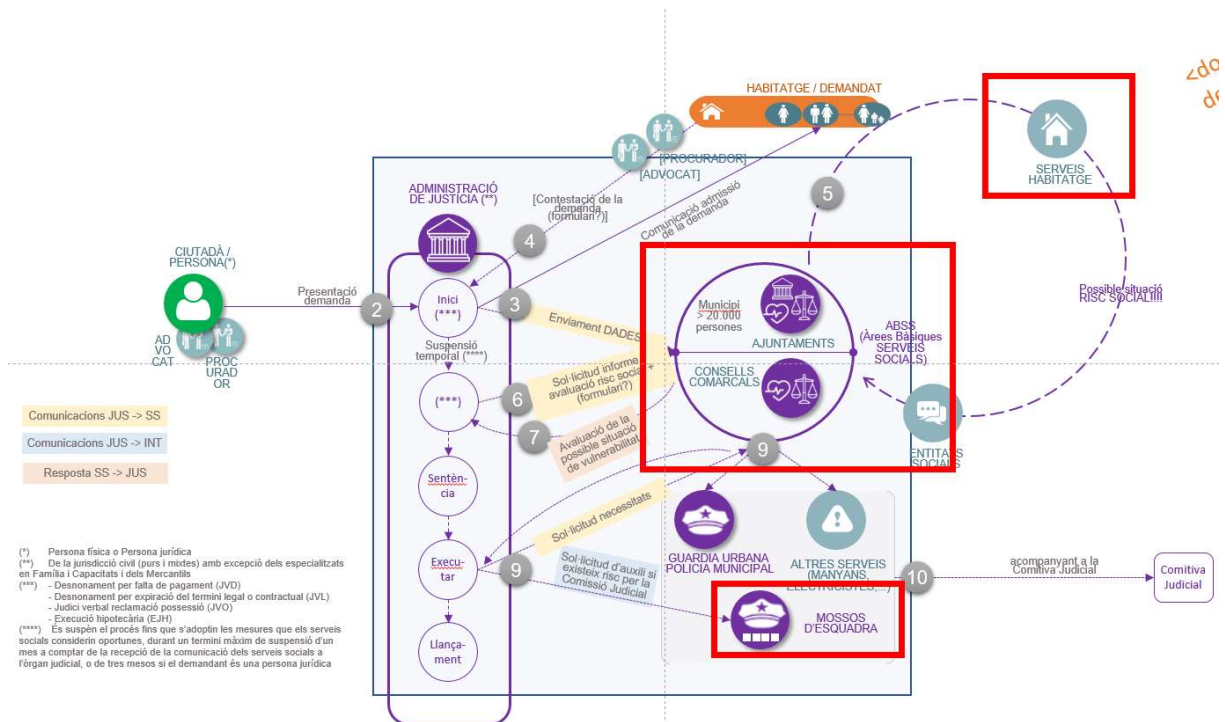 <do
de
HABITATGE / DEMANDAT
SERVEIS
HABITATGE
[PROCURADOR]
[ADVOCAT]
ADMINISTRACIÓ
DE JUSTÍCIA (**)
[Contestació de la
demanda
(formulari?)]
Comunicació admissió
de la demanda
5
4
CIUTADÀ /
PERSONA(*)
Presentació
demanda
2
Inici
(***)
3
Enviament DADES
Municipi
> 20.000
persones
AJUNTAMENTS
ABSS
(Àrees Bàsiques
SERVEIS
SOCIALS)
Possible situació
RISC SOCIAL!!!!
AD
VO
CAT
PROC
URAD
OR
Suspensió
temporal (****)
CONSELLS
COMARCALS
(***)
6
Sol·licitud informe
avaluació risc social +
(formulari?)
7
Avaluació de la
possible situació
de vulnerabilitat
ENTITATS
SOCIALS
Comunicacions JUS -> SS
Comunicacions JUS -> INT
Resposta SS -> JUS
9
Sentèn-
cia
Sol·licitud necessitats
GUARDIA URBANA
POLICIA MUNICIPAL
ALTRES SERVEIS
(MANYANS,
ELECTRICISTES,...)
Execu-
tar
9
Sol·licitud d'auxili si
existeix risc per la
Comissió Judicial
10
acompanyant a la
Comitiva Judicial
Comitiva
Judicial
MOSSOS
D'ESQUADRA
Llança-
ment
(*) Persona física o Persona jurídica
(**) De la jurisdicció civil (purs i mixtes) amb excepció dels especialitzats
en Família i Capacitats i dels Mercantils
(***) - Desnonament per falta de pagament (JVD)
- Desnonament per expiració del termini legal o contractual (JVL)
- Judici verbal reclamació possessió (JVO)
- Execució hipotecària (EJH)
(****) És suspèn el procés fins que s'adoptin les mesures que els serveis
socials considerin oportunes, durant un termini màxim de suspensió d'un
mes a comptar de la recepció de la comunicació dels serveis socials a
l'òrgan judicial, o de tres mesos si el demandant és una persona jurídica